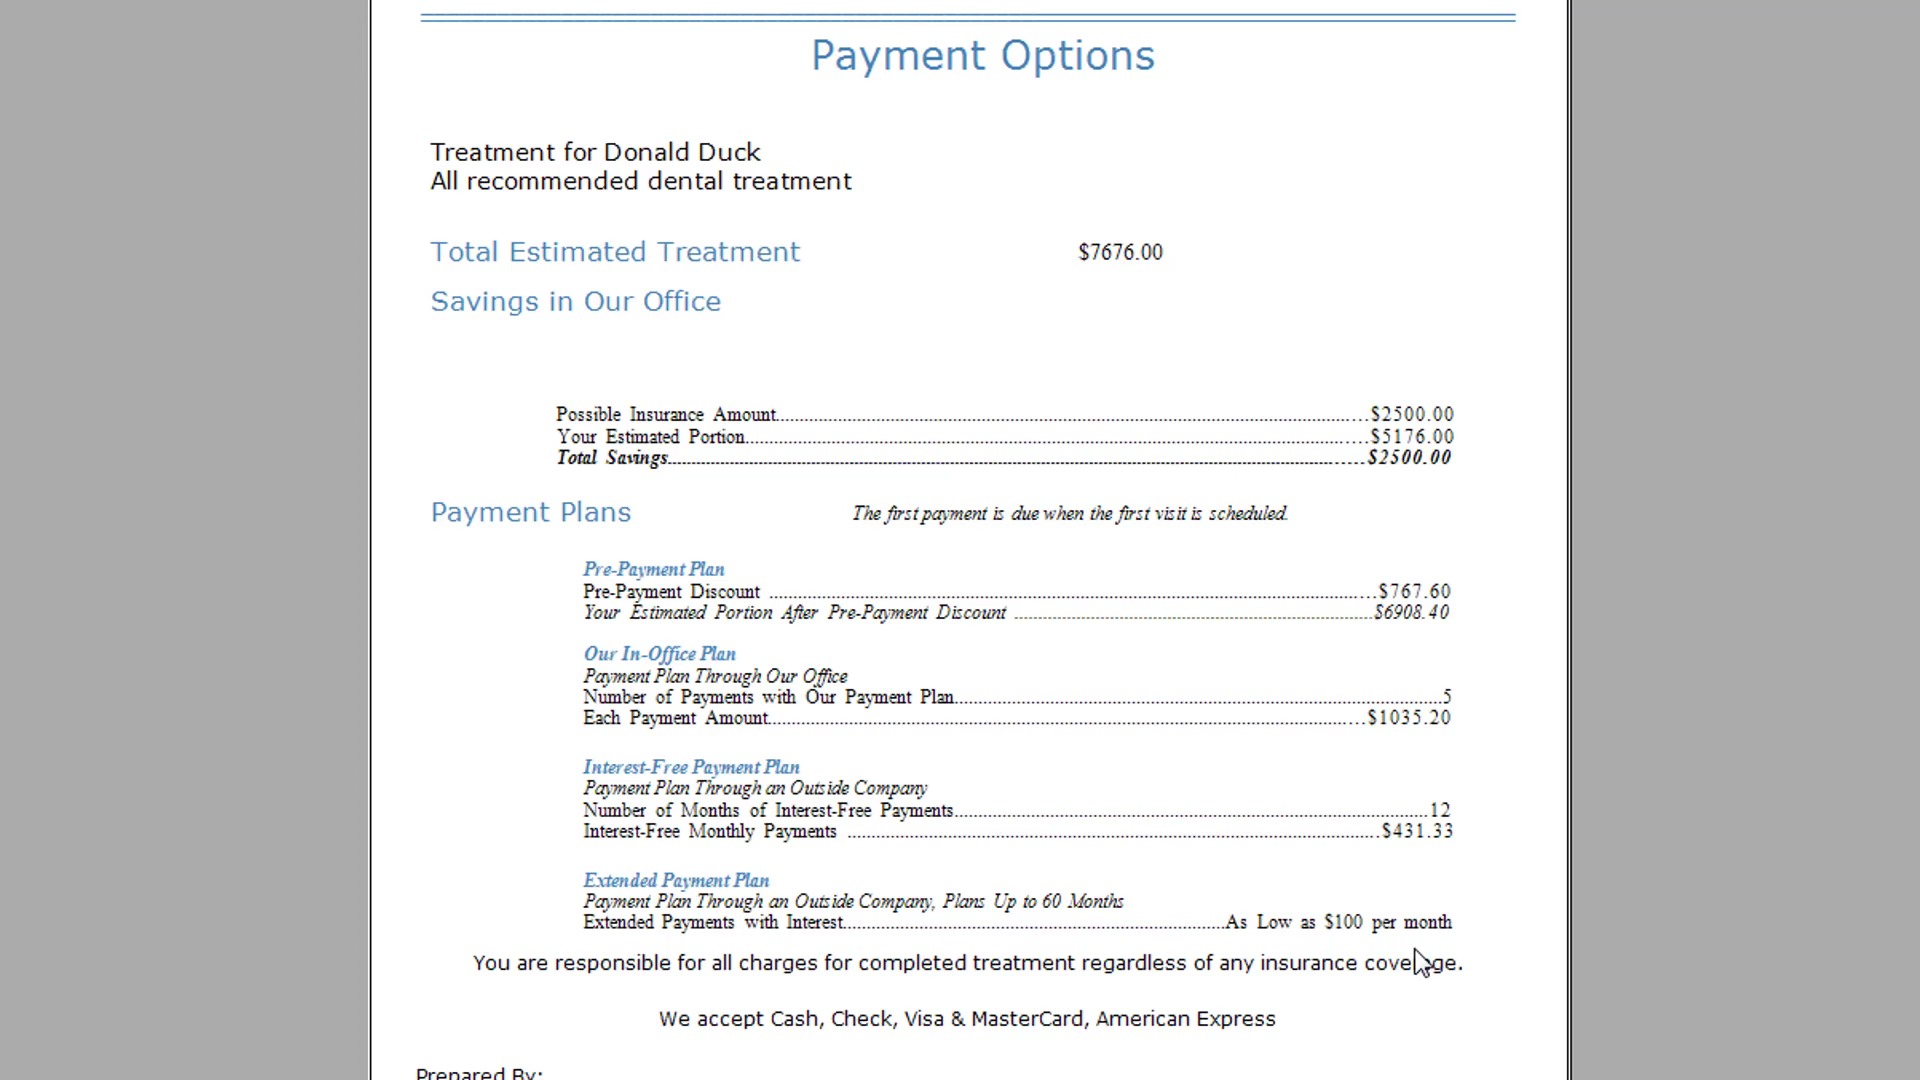 Payment Options
Treatment for Donald Duck
All recommended dental treatment
Total Estimated Treatment $7676.00
Savings in Our Office
Possible Insurance Amount....................$2500.00
Your Estimated Portion....................$5176.00
Total Savings....................$2500.00
Payment Plans The first payment is due when the first visit is scheduled.
Pre-Payment Plan
Pre-Payment Discount ....................$767.60
Your Estimated Portion After Pre-Payment Discount ....................$6908.40
Our In-Office Plan
Payment Plan Through Our Office
Number of Payments with Our Payment Plan....................5
Each Payment Amount....................$1035.20
Interest-Free Payment Plan
Payment Plan Through an Outside Company
Number of Months of Interest-Free Payments....................12
Interest-Free Monthly Payments ....................$431.33
Extended Payment Plan
Payment Plan Through an Outside Company, Plans Up to 60 Months
Extended Payments with Interest....................As Low as $100 per month
You are responsible for all charges for completed treatment regardless of any insurance coverage.
We accept Cash, Check, Visa & MasterCard, American Express
Prepared By: